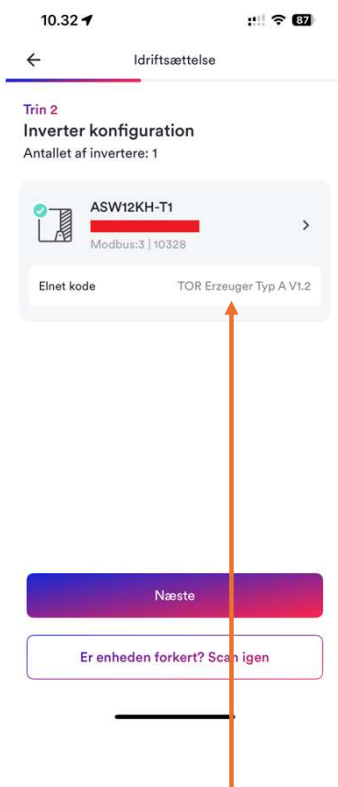 10.32
87
Idriftsættelse
Trin 2
Inverter konfiguration
Antallet af invertere: 1
ASW12KH-T1
Modbus:3 | 10328
Elnet kode TOR Erzeuger Typ A V1.2
Næste
Er enheden forkert? Scan igen